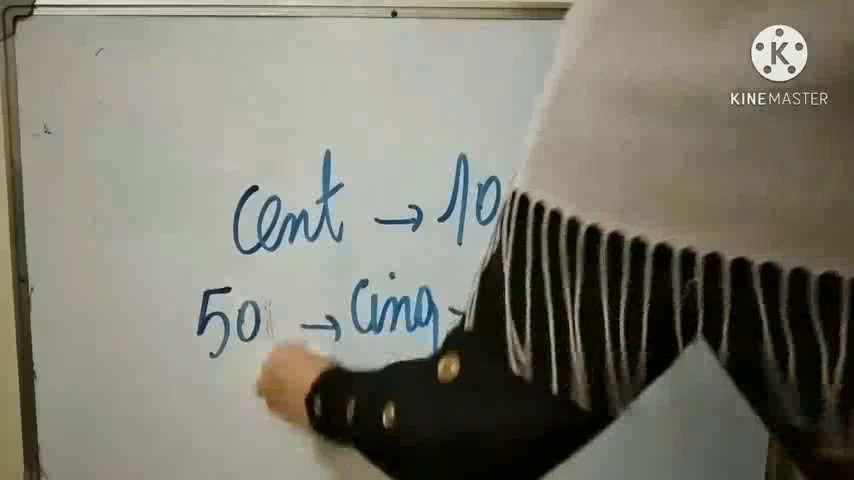 cent → 10
50 → cinq
K
KINEMASTER